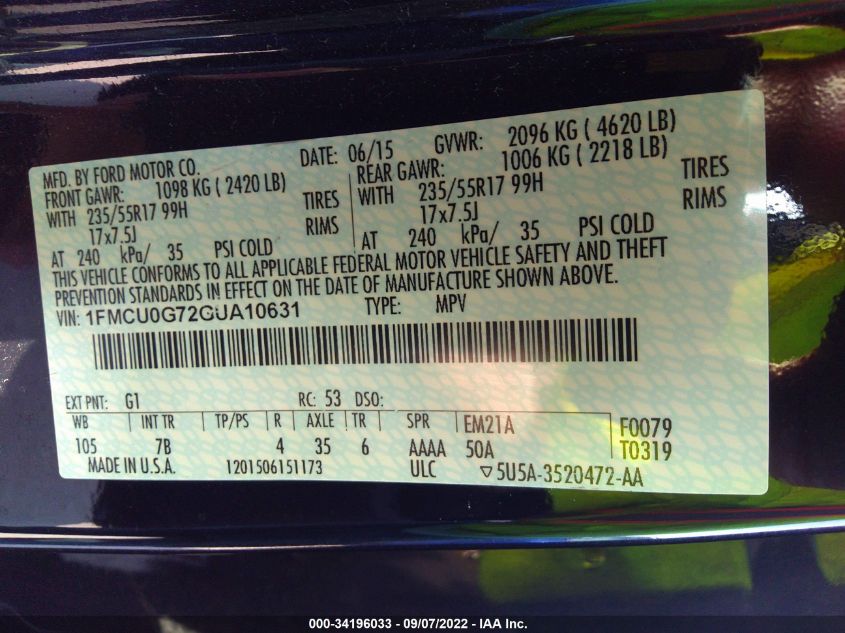 MFD. BY FORD MOTOR CO. DATE: 06/15 GVWR: 2096 KG ( 4620 LB)
FRONT GAWR: 1098 KG ( 2420 LB) REAR GAWR: 1006 KG ( 2218 LB)
WITH 235/55R17 99H TIRES WITH 235/55R17 99H TIRES
17x7.5J RIMS 17x7.5J RIMS
AT 240 kPa/ 35 PSI COLD AT 240 kPa/ 35 PSI COLD
THIS VEHICLE CONFORMS TO ALL APPLICABLE FEDERAL MOTOR VEHICLE SAFETY AND THEFT
PREVENTION STANDARDS IN EFFECT ON THE DATE OF MANUFACTURE SHOWN ABOVE.
VIN: 1FMCU0G72GUA10631 TYPE: MPV
EXT PNT: G1 RC: 53 DSO:
WB INT TR TP/PS R AXLE TR SPR EM21A F0079
105 7B 4 35 6 AAAA 50A T0319
MADE IN U.S.A. 1201506151173 ULC ▽5U5A-3520472-AA
000-34196033 - 09/07/2022 - IAA Inc.